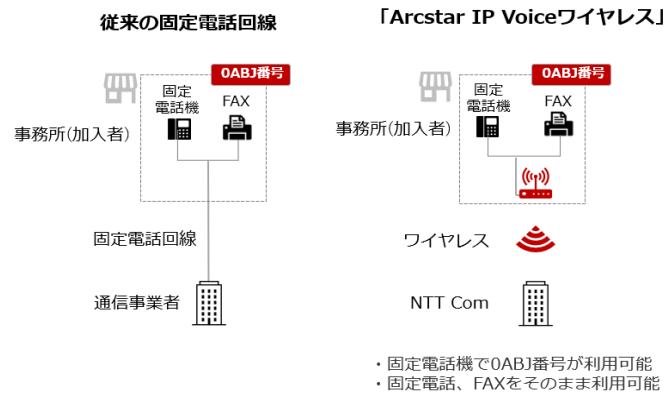 従来の固定電話回線
0ABJ番号
固定
電話機
FAX
事務所(加入者)
固定電話回線
通信事業者
「Arcstar IP Voiceワイヤレス」
0ABJ番号
固定
電話機
FAX
事務所(加入者)
ワイヤレス
NTT Com
・固定電話機で0ABJ番号が利用可能
・固定電話、FAXをそのまま利用可能